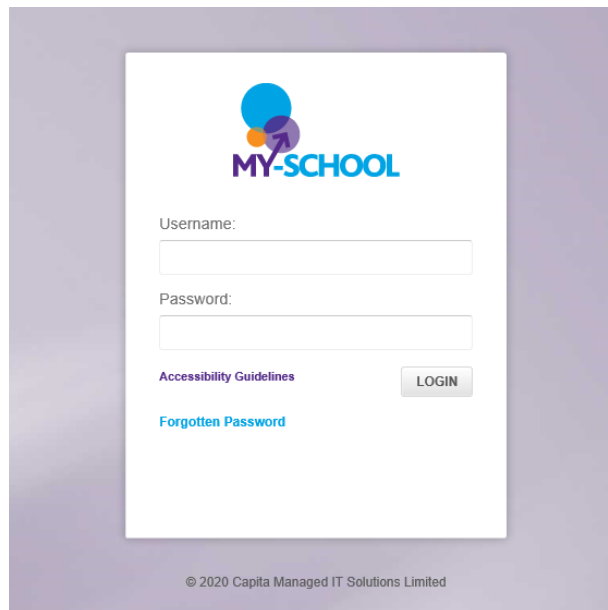 MY-SCHOOL
Username:
Password:
Accessibility Guidelines
LOGIN
Forgotten Password
© 2020 Capita Managed IT Solutions Limited